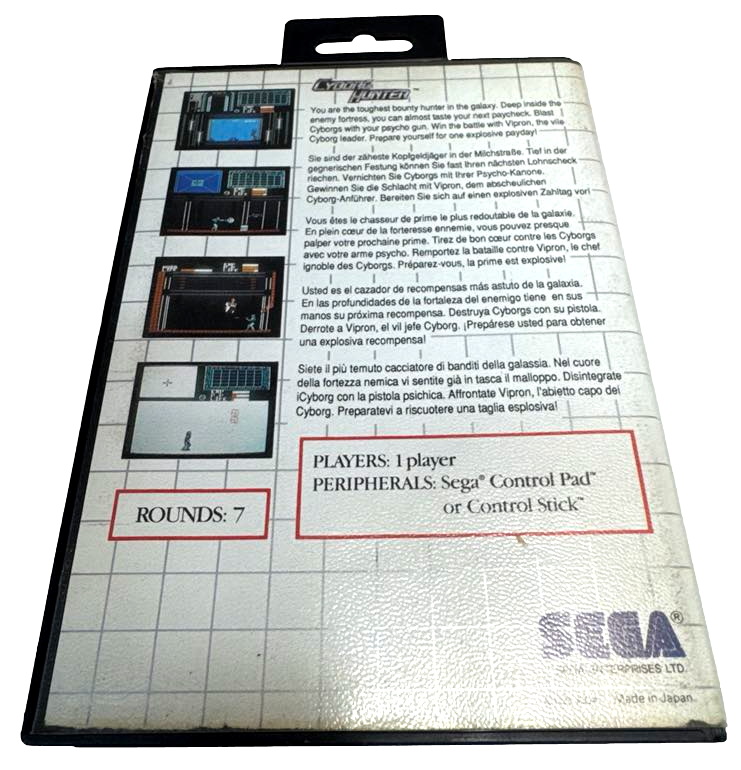 CYBORG
HUNTER™
You are the toughest bounty hunter in the galaxy. Deep inside the
enemy fortress, you can almost taste your next paycheck. Blast
Cyborgs with your psycho gun. Win the battle with Vipron, the vile
Cyborg leader. Prepare yourself for one explosive payday!
Sie sind der zäheste Kopfgeldjäger in der Milchstraße. Tief in der
gegnerischen Festung können Sie fast Ihren nächsten Lohnscheck
riechen. Vernichten Sie Cyborgs mit Ihrer Psycho-Kanone.
Gewinnen Sie die Schlacht mit Vipron, dem abscheulichen
Cyborg-Anführer. Bereiten Sie sich auf einen explosiven Zahltag vor!
Vous êtes le chasseur de prime le plus redoutable de la galaxie.
En plein cœur de la forteresse ennemie, vous pouvez presque
palper votre prochaine prime. Tirez de bon cœur contre les Cyborgs
avec votre arme psycho. Remportez la bataille contre Vipron, le chef
ignoble des Cyborgs. Préparez-vous, la prime est explosive!
Usted es el cazador de recompensas más astuto de la galaxia.
En las profundidades de la fortaleza del enemigo tiene en sus
manos su próxima recompensa. Destruya Cyborgs con su pistola.
Derrote a Vipron, el vil jefe Cyborg. ¡Prepárese usted para obtener
una explosiva recompensa!
Siete il più temuto cacciatore di banditi della galassia. Nel cuore
della fortezza nemica vi sentite già in tasca il malloppo. Disintegrate
iCyborg con la pistola psichica. Affrontate Vipron, l'abietto capo dei
Cyborg. Preparatevi a riscuotere una taglia esplosiva!
PLAYERS: 1 player
PERIPHERALS: Sega® Control Pad™
or Control Stick™
ROUNDS: 7
SEGA®
ENTERPRISES LTD.
Made in Japan